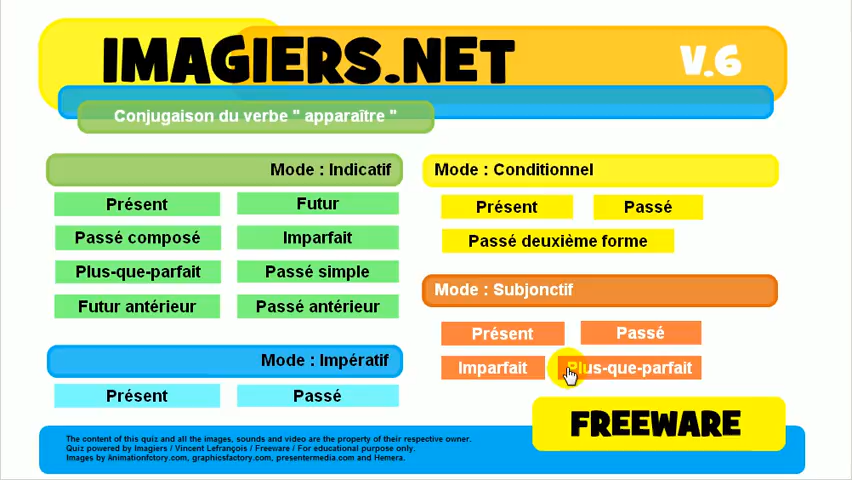 IMAGIERS.NET
V.6
Conjugaison du verbe " apparaître "
Mode : Indicatif
Présent
Futur
Passé composé
Imparfait
Plus-que-parfait
Passé simple
Futur antérieur
Passé antérieur
Mode : Impératif
Présent
Passé
Mode : Conditionnel
Présent
Passé
Passé deuxième forme
Mode : Subjonctif
Présent
Passé
Imparfait
Plus-que-parfait
FREEWARE
The content of this quiz and all the images, sounds and video are the property of their respective owner.
Quiz powered by Imagiers / Vincent Lefrançois / Freeware / For educational purpose only.
Images by Animationfctory.com, graphicsfactory.com, presentermedia.com and Hemera.